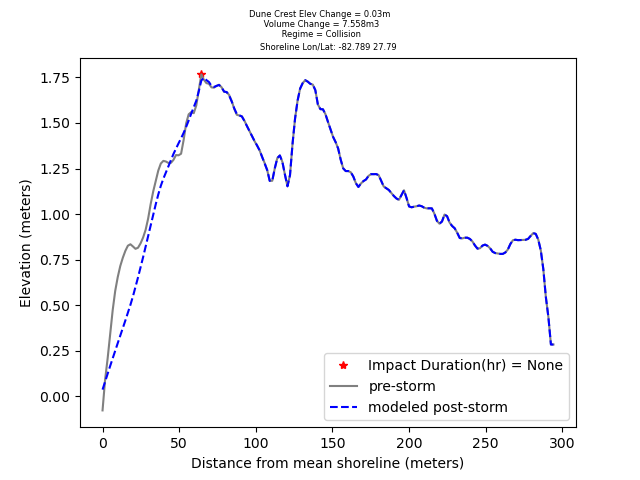 Dune Crest Elev Change = 0.03m
Volume Change = 7.558m3
Regime = Collision
Shoreline Lon/Lat: -82.789 27.79
1.75
1.50
1.25
1.00
0.75
0.50
0.25
0.00
Elevation (meters)
Impact Duration(hr) = None
pre-storm
modeled post-storm
0 50 100 150 200 250 300
Distance from mean shoreline (meters)